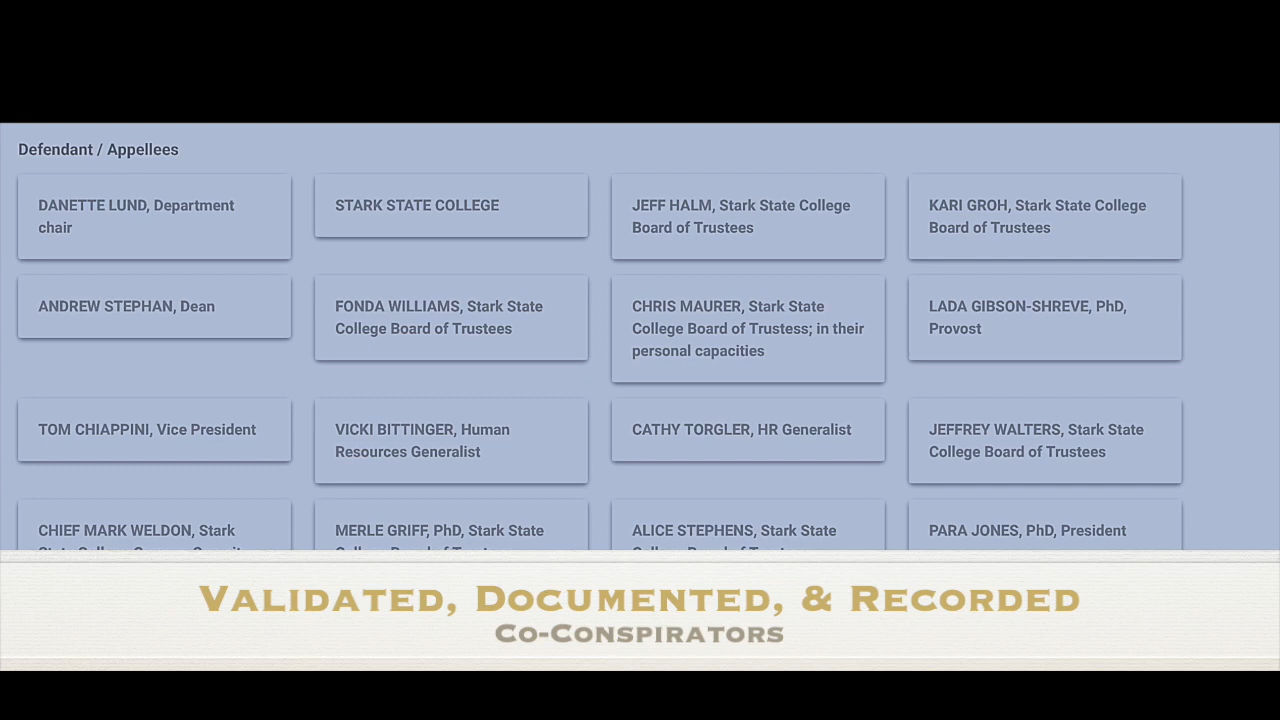 Defendant / Appellees
DANETTE LUND, Department
chair
STARK STATE COLLEGE
JEFF HALM, Stark State College
Board of Trustees
KARI GROH, Stark State College
Board of Trustees
ANDREW STEPHAN, Dean
FONDA WILLIAMS, Stark State
College Board of Trustees
CHRIS MAURER, Stark State
College Board of Trustess; in their
personal capacities
LADA GIBSON-SHREVE, PhD,
Provost
TOM CHIAPPINI, Vice President
VICKI BITTINGER, Human
Resources Generalist
CATHY TORGLER, HR Generalist
JEFFREY WALTERS, Stark State
College Board of Trustees
CHIEF MARK WELDON, Stark
MERLE GRIFF, PhD, Stark State
ALICE STEPHENS, Stark State
PARA JONES, PhD, President
VALIDATED, DOCUMENTED, & RECORDED
CO-CONSPIRATORS